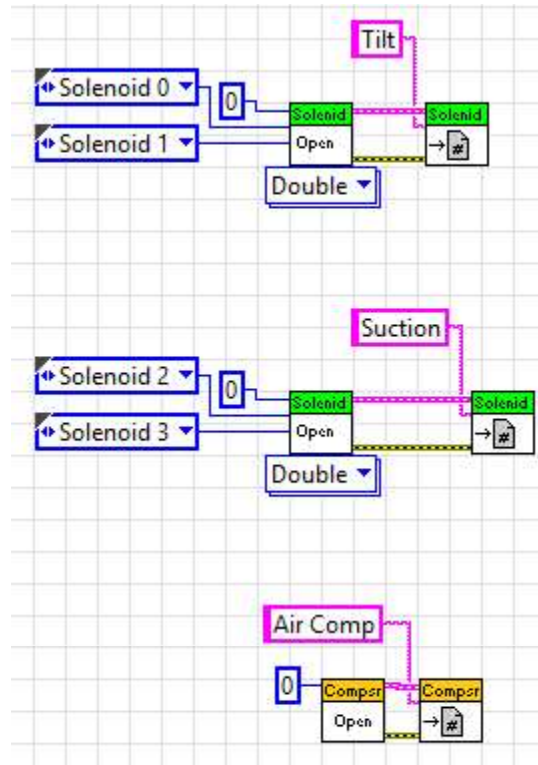 Tilt
Solenoid 0
0
Solenid
Solenid
Solenoid 1
Open
#
Double
Suction
Solenoid 2
0
Solenid
Solenid
Solenoid 3
Open
#
Double
Air Comp
0
Compsr
Compsr
Open
#